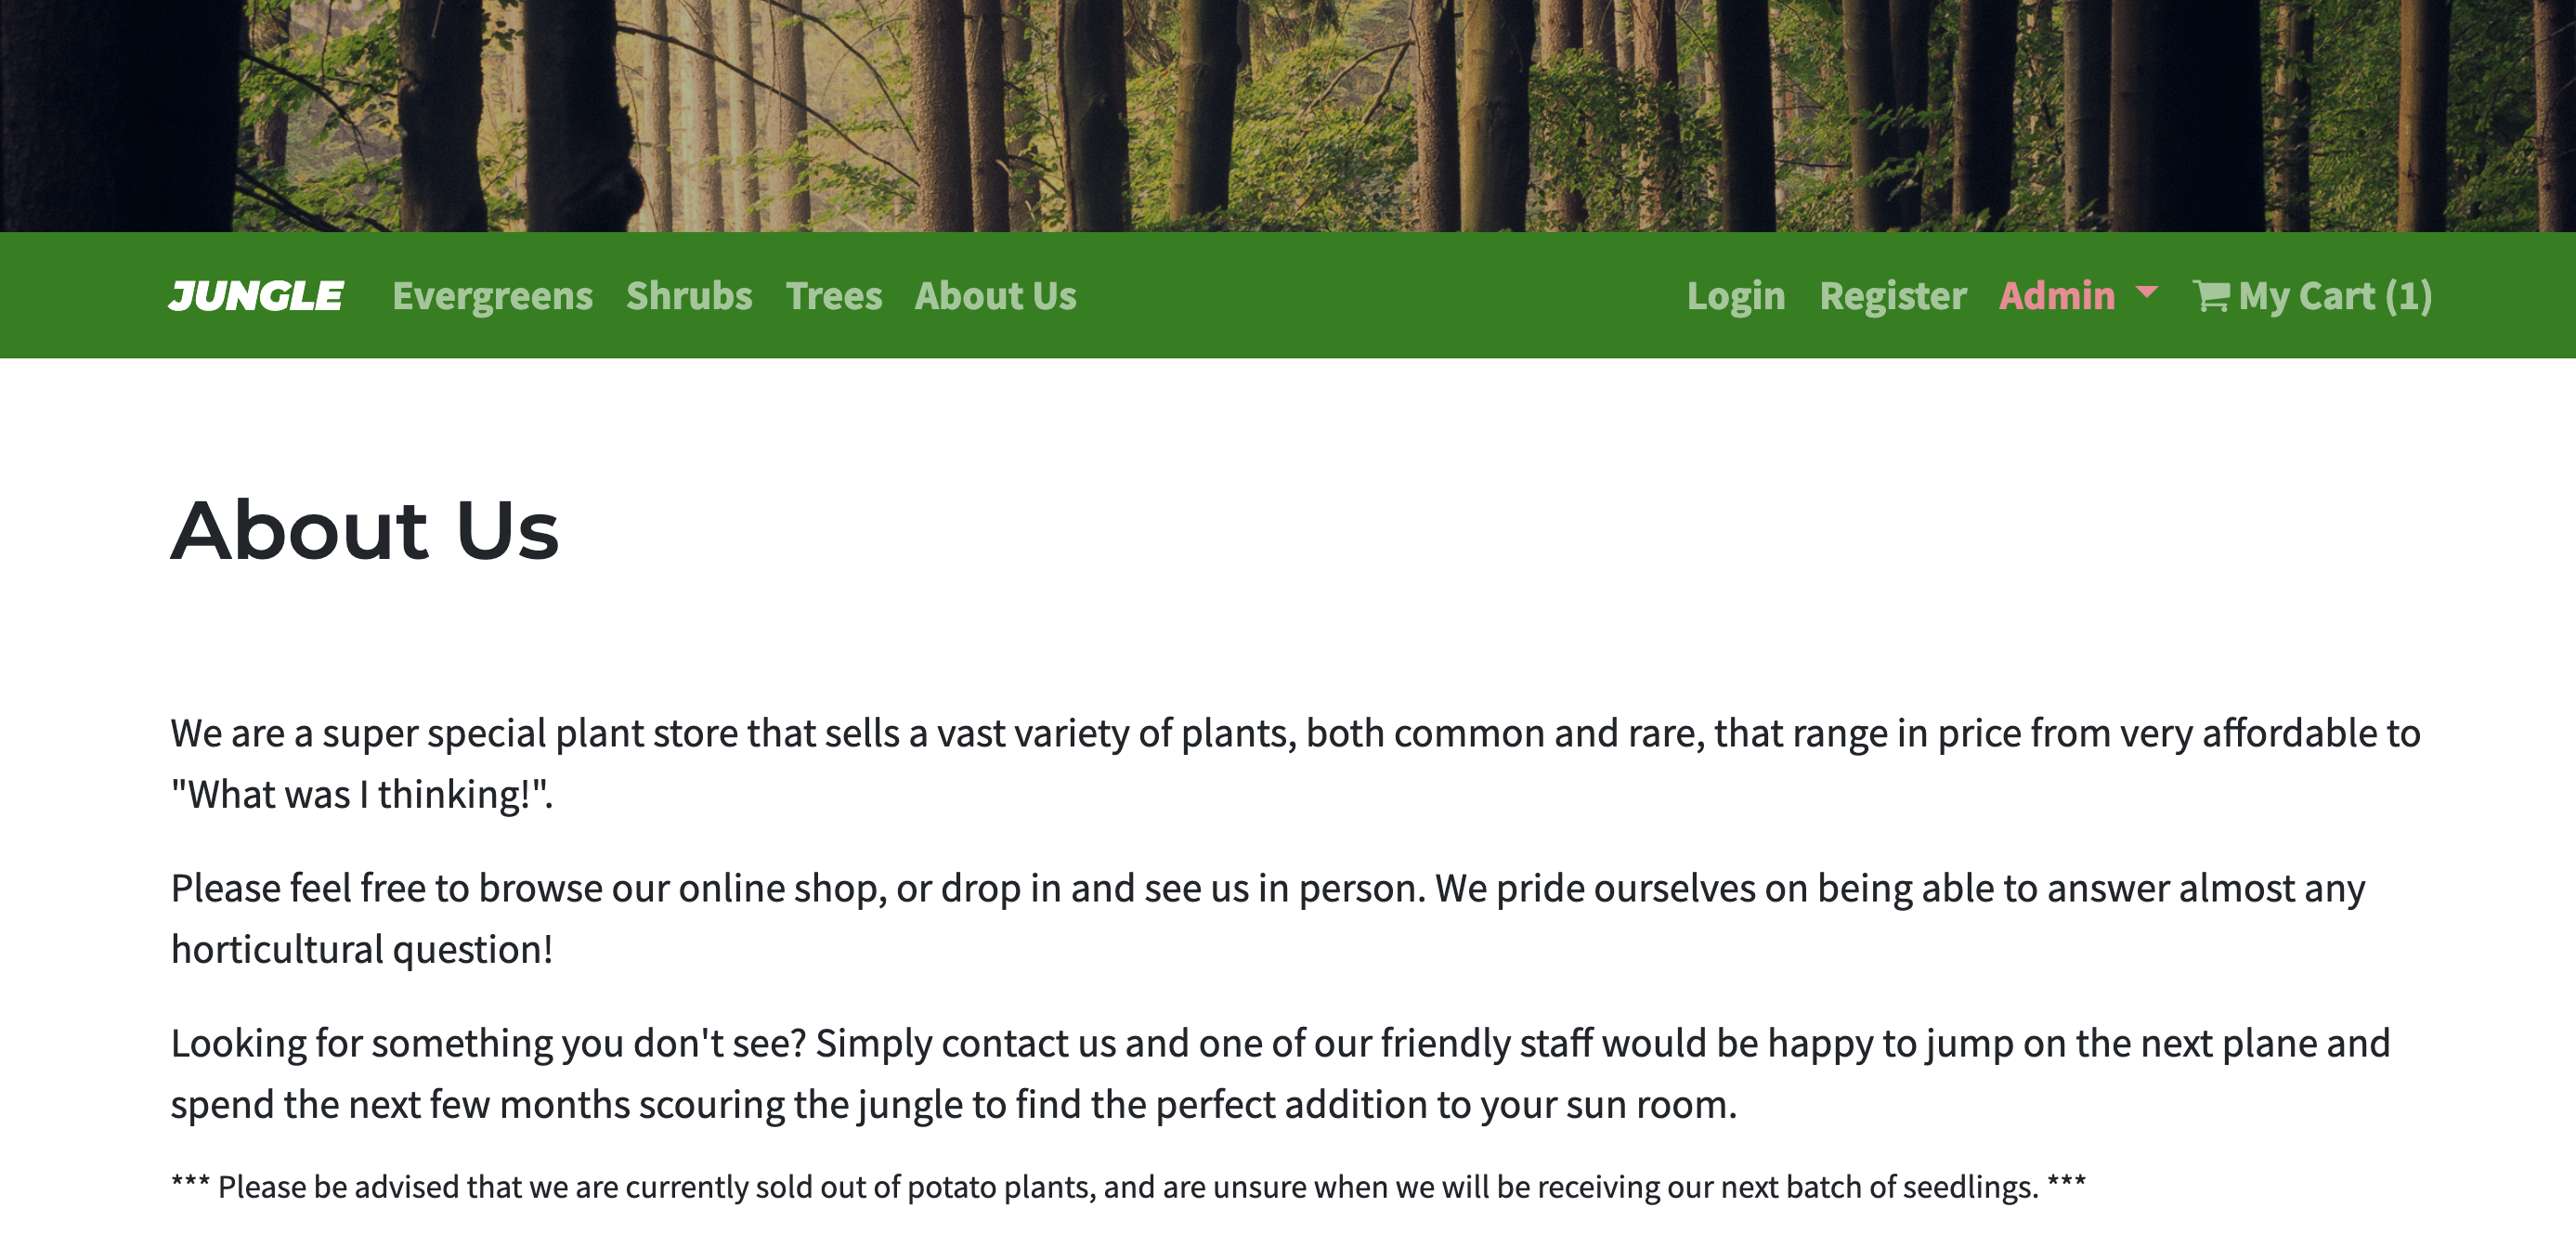 JUNGLE Evergreens Shrubs Trees About Us Login Register Admin My Cart (1)
About Us
We are a super special plant store that sells a vast variety of plants, both common and rare, that range in price from very affordable to
"What was I thinking!".
Please feel free to browse our online shop, or drop in and see us in person. We pride ourselves on being able to answer almost any
horticultural question!
Looking for something you don't see? Simply contact us and one of our friendly staff would be happy to jump on the next plane and
spend the next few months scouring the jungle to find the perfect addition to your sun room.
*** Please be advised that we are currently sold out of potato plants, and are unsure when we will be receiving our next batch of seedlings. ***